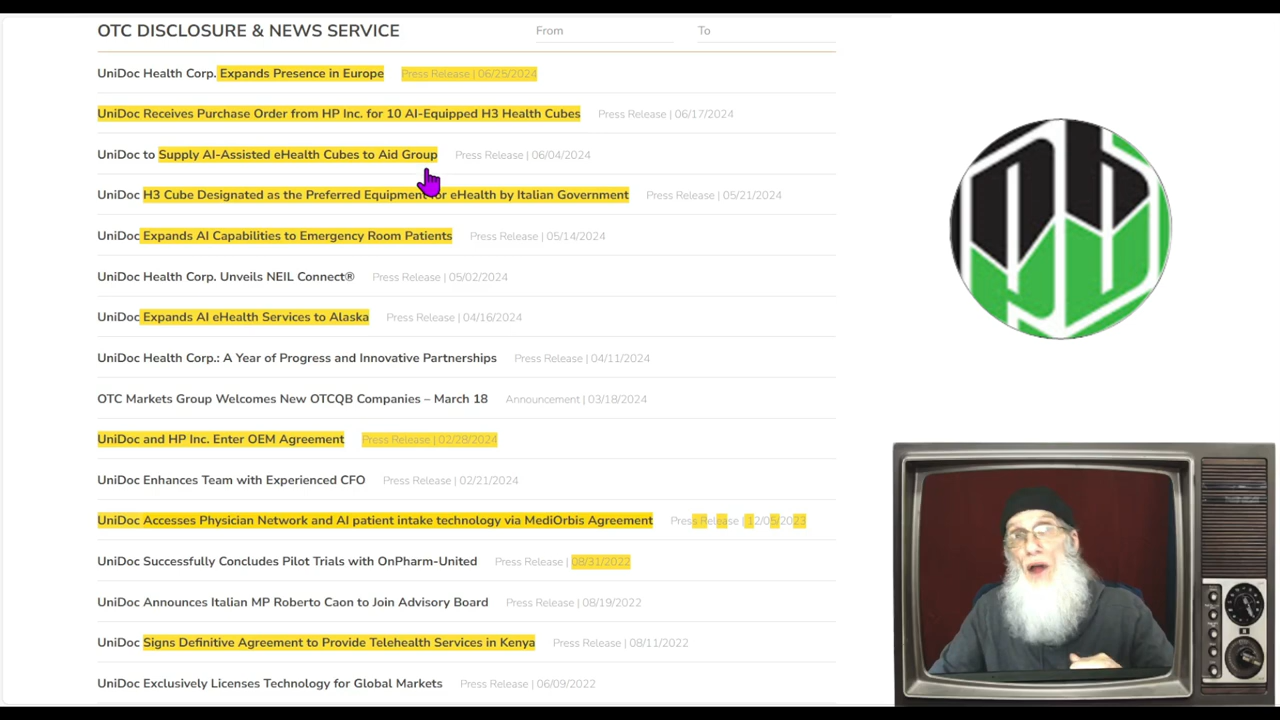 OTC DISCLOSURE & NEWS SERVICE From To
UniDoc Health Corp. Expands Presence in Europe Press Release | 06/25/2024
UniDoc Receives Purchase Order from HP Inc. for 10 AI-Equipped H3 Health Cubes Press Release | 06/17/2024
UniDoc to Supply AI-Assisted eHealth Cubes to Aid Group Press Release | 06/04/2024
UniDoc H3 Cube Designated as the Preferred Equipment for eHealth by Italian Government Press Release | 05/21/2024
UniDoc Expands AI Capabilities to Emergency Room Patients Press Release | 05/14/2024
UniDoc Health Corp. Unveils NEIL Connect® Press Release | 05/02/2024
UniDoc Expands AI eHealth Services to Alaska Press Release | 04/16/2024
UniDoc Health Corp.: A Year of Progress and Innovative Partnerships Press Release | 04/11/2024
OTC Markets Group Welcomes New OTCQB Companies – March 18 Announcement | 03/18/2024
UniDoc and HP Inc. Enter OEM Agreement Press Release | 02/28/2024
UniDoc Enhances Team with Experienced CFO Press Release | 02/21/2024
UniDoc Accesses Physician Network and AI patient intake technology via MediOrbis Agreement Press Release | 12/05/2023
UniDoc Successfully Concludes Pilot Trials with OnPharm-United Press Release | 08/31/2022
UniDoc Announces Italian MP Roberto Caon to Join Advisory Board Press Release | 08/19/2022
UniDoc Signs Definitive Agreement to Provide Telehealth Services in Kenya Press Release | 08/11/2022
UniDoc Exclusively Licenses Technology for Global Markets Press Release | 06/09/2022